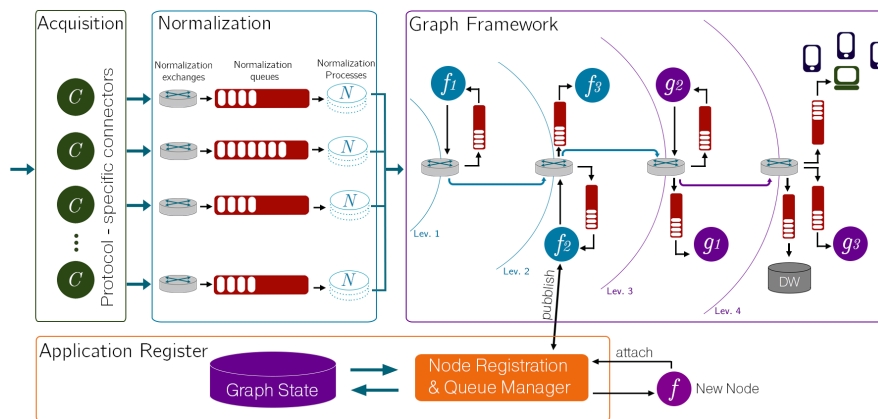 Acquisition
Normalization
Graph Framework
Normalization
exchanges
Normalization
queues
Normalization
Processes
C
C
C
C
Protocol - specific connectors
N
N
N
N
f1
f3
g2
f2
g1
g3
DW
Lev. 1
Lev. 2
Lev. 3
Lev. 4
pubblish
Application Register
Graph State
Node Registration
& Queue Manager
attach
f
New Node